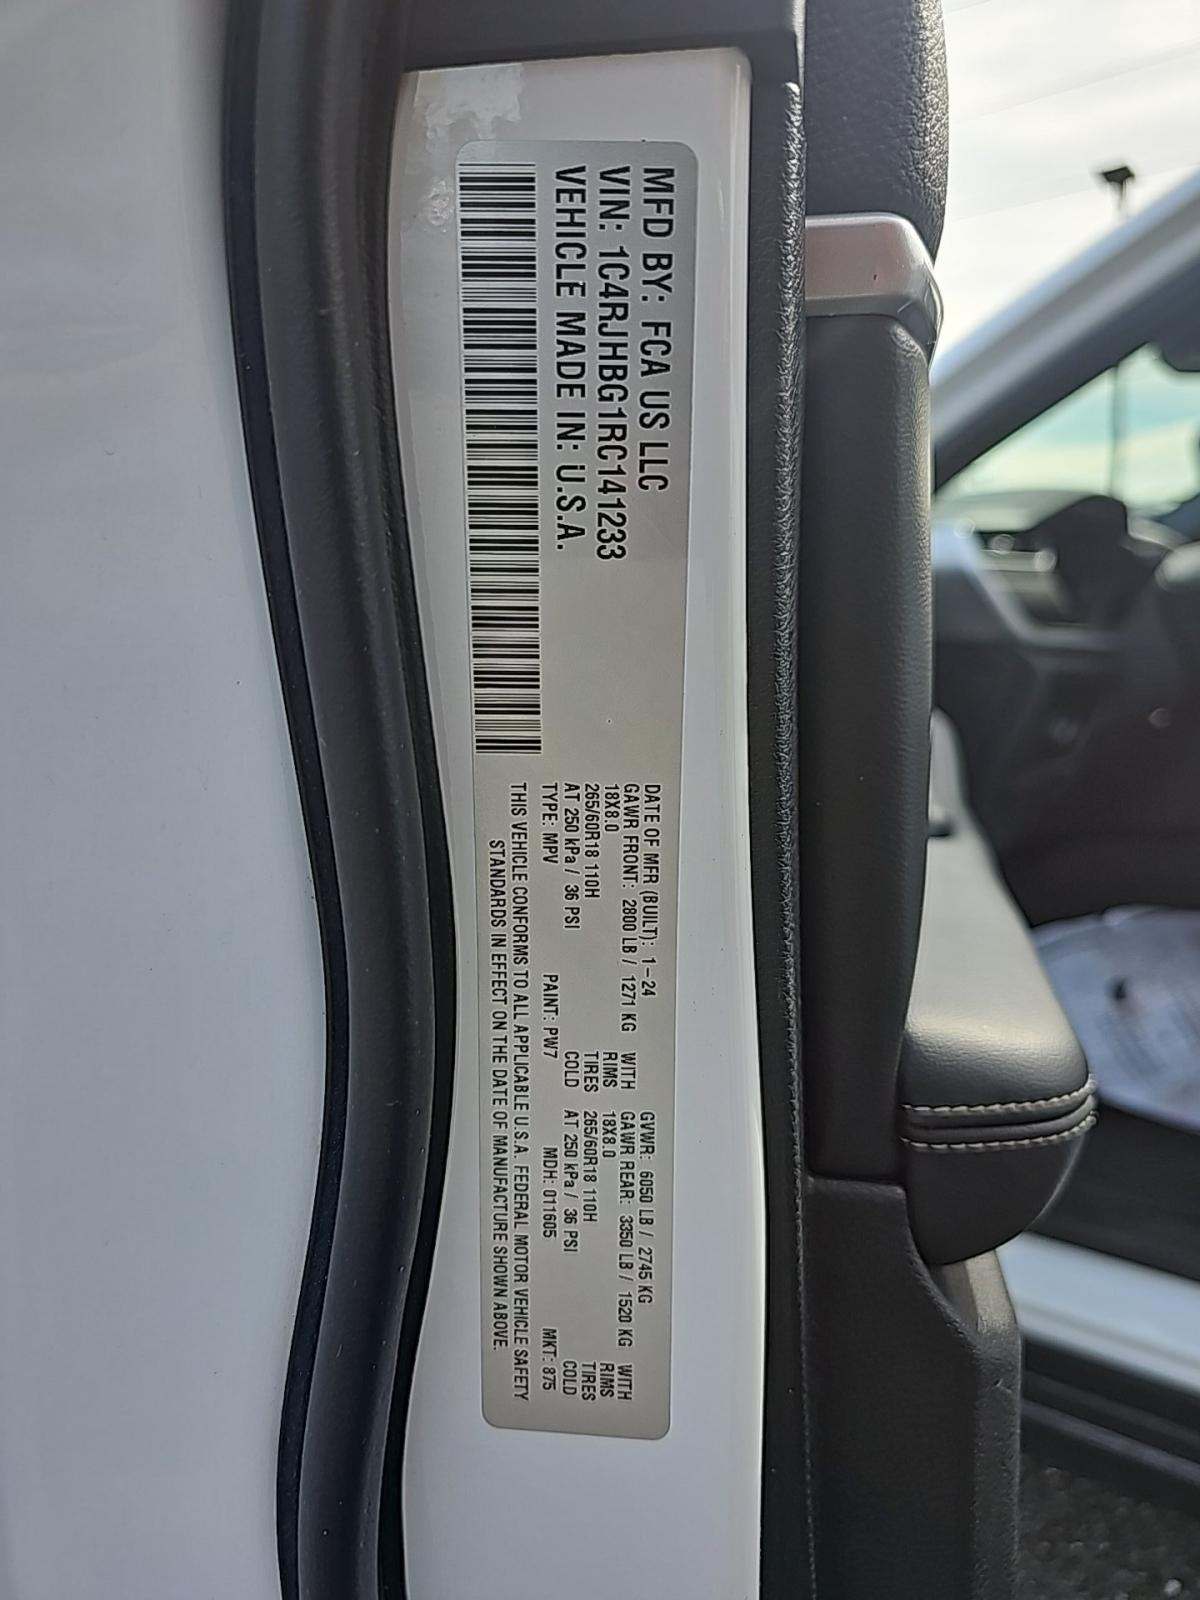 MFD BY: FCA US LLC
VIN: 1C4RJHBG1RC141233
VEHICLE MADE IN: U.S.A.
DATE OF MFR (BUILT): 1-24 GVWR: 6050 LB / 2745 KG
GAWR FRONT: 2800 LB / 1271 KG WITH GAWR REAR: 3350 LB / 1520 KG WITH
18X8.0 RIMS 18X8.0 RIMS
265/60R18 110H TIRES 265/60R18 110H TIRES
AT 250 kPa / 36 PSI COLD AT 250 kPa / 36 PSI COLD
TYPE: MPV PAINT: PW7 MDH: 011605 MKT: 875
THIS VEHICLE CONFORMS TO ALL APPLICABLE U.S.A. FEDERAL MOTOR VEHICLE SAFETY
STANDARDS IN EFFECT ON THE DATE OF MANUFACTURE SHOWN ABOVE.